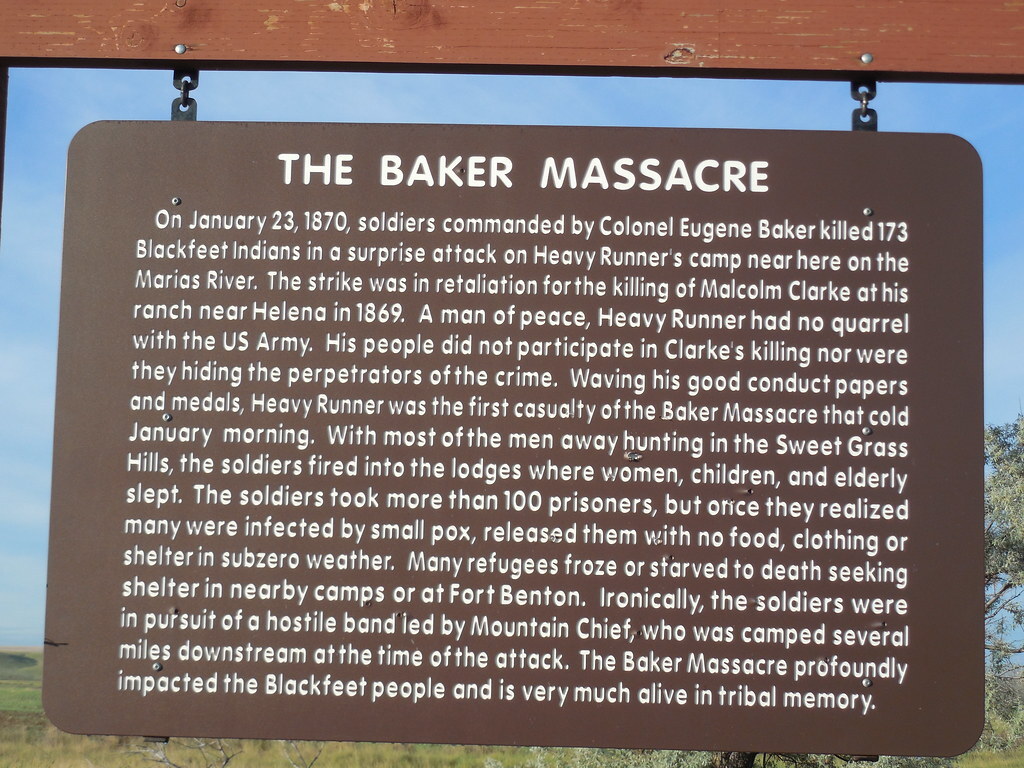 THE BAKER MASSACRE
On January 23, 1870, soldiers commanded by Colonel Eugene Baker killed 173
Blackfeet Indians in a surprise attack on Heavy Runner's camp near here on the
Marias River. The strike was in retaliation for the killing of Malcolm Clarke at his
ranch near Helena in 1869. A man of peace, Heavy Runner had no quarrel
with the US Army. His people did not participate in Clarke's killing nor were
they hiding the perpetrators of the crime. Waving his good conduct papers
and medals, Heavy Runner was the first casualty of the Baker Massacre that cold
January morning. With most of the men away hunting in the Sweet Grass
Hills, the soldiers fired into the lodges where women, children, and elderly
slept. The soldiers took more than 100 prisoners, but once they realized
many were infected by small pox, released them with no food, clothing or
shelter in subzero weather. Many refugees froze or starved to death seeking
shelter in nearby camps or at Fort Benton. Ironically, the soldiers were
in pursuit of a hostile band led by Mountain Chief, who was camped several
miles downstream at the time of the attack. The Baker Massacre profoundly
impacted the Blackfeet people and is very much alive in tribal memory.